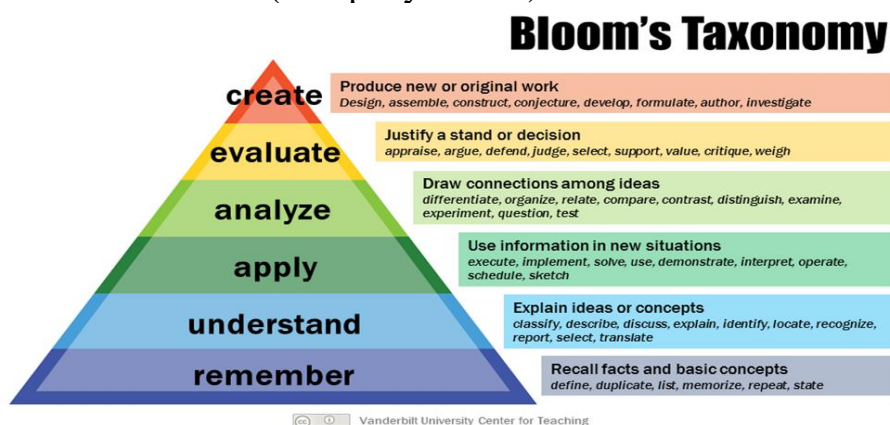 Bloom's Taxonomy
create
Produce new or original work
Design, assemble, construct, conjecture, develop, formulate, author, investigate
evaluate
Justify a stand or decision
appraise, argue, defend, judge, select, support, value, critique, weigh
analyze
Draw connections among ideas
differentiate, organize, relate, compare, contrast, distinguish, examine,
experiment, question, test
apply
Use information in new situations
execute, implement, solve, use, demonstrate, interpret, operate,
schedule, sketch
understand
Explain ideas or concepts
classify, describe, discuss, explain, identify, locate, recognize,
report, select, translate
remember
Recall facts and basic concepts
define, duplicate, list, memorize, repeat, state
cc
Vanderbilt University Center for Teaching